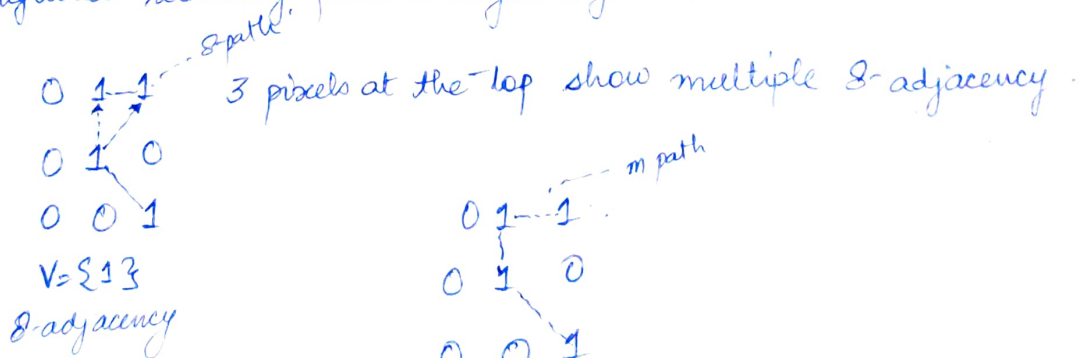 8-path.
0 1 1
3 pixels at the top show multiple 8-adjacency.
0 1 0
0 0 1
V={1}
8-adjacency
m path
0 1 1
0 1 0
0 0 1